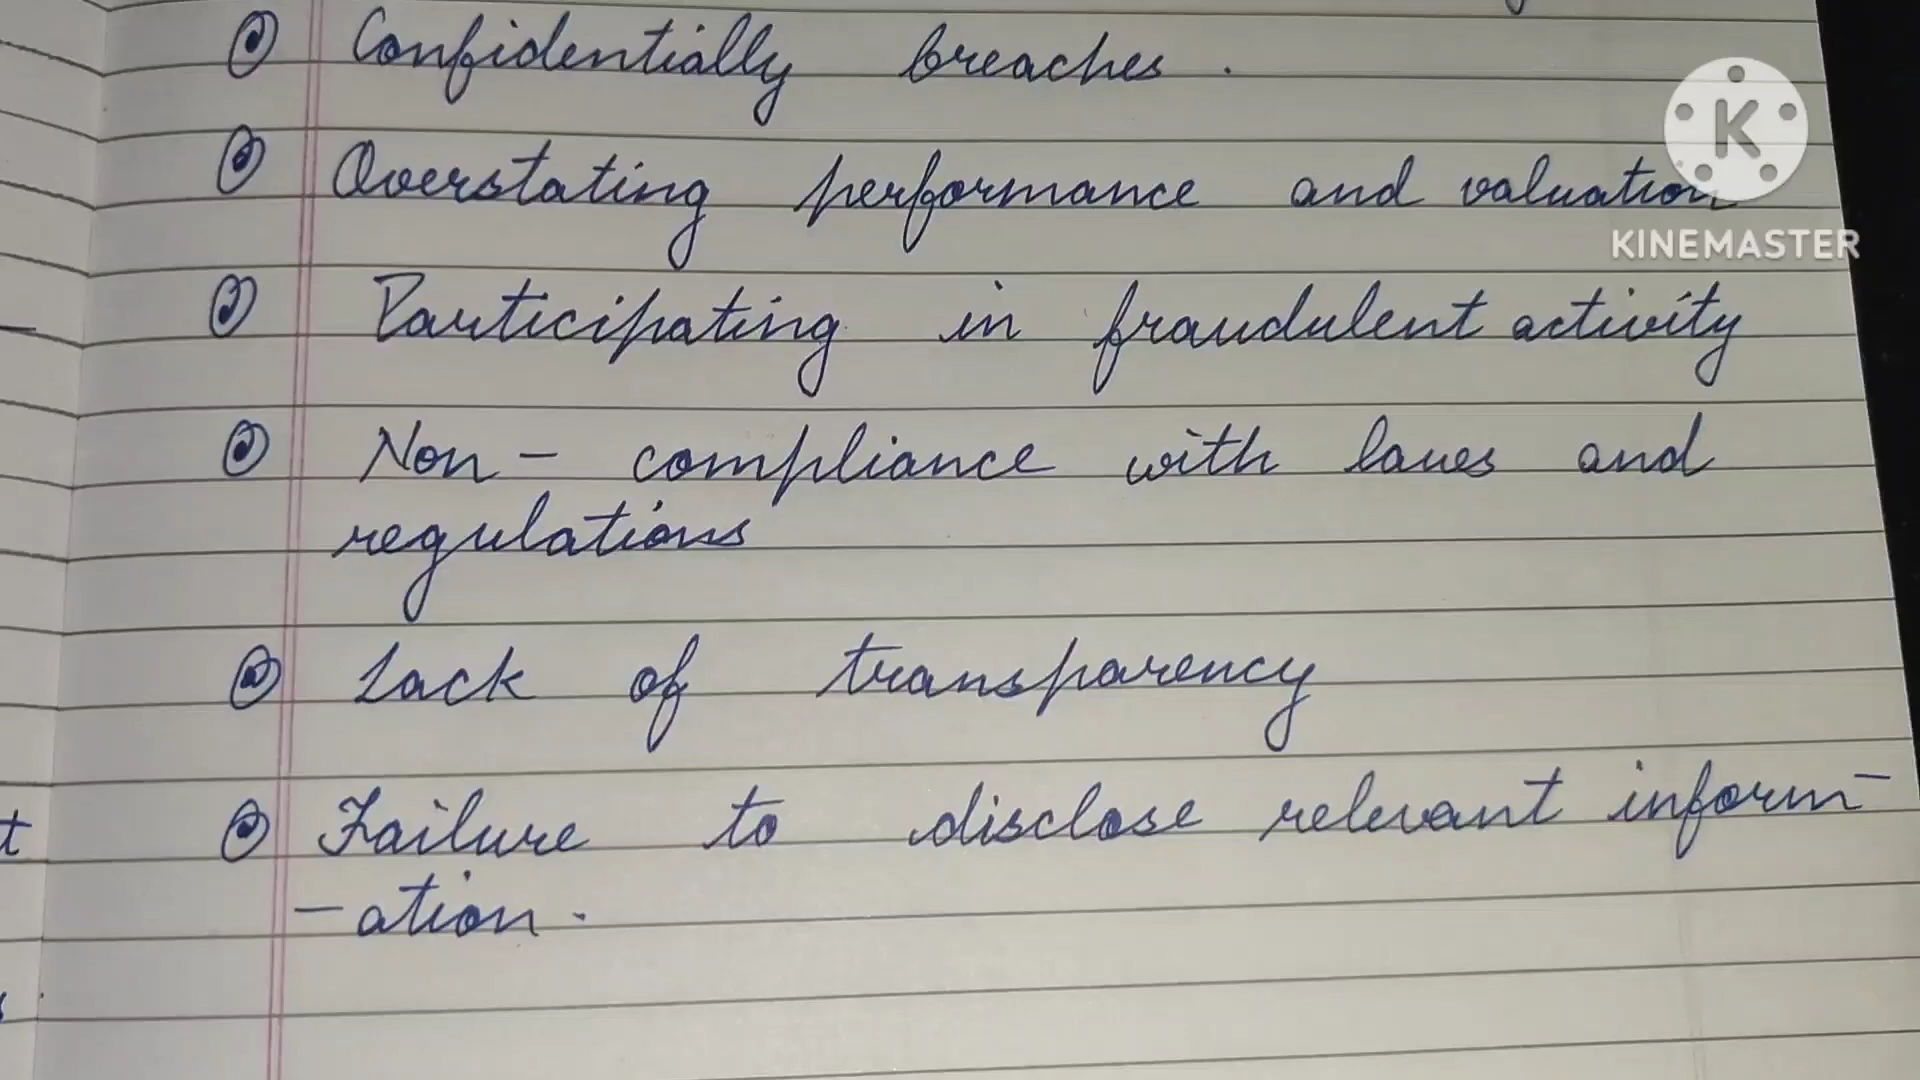 Confidentially breaches.
Overstating performance and valuation
Participating in fraudulent activity
Non - compliance with laws and
regulations
Lack of transparency
Failure to disclose relevant inform-
-ation.
t
K
KINEMASTER